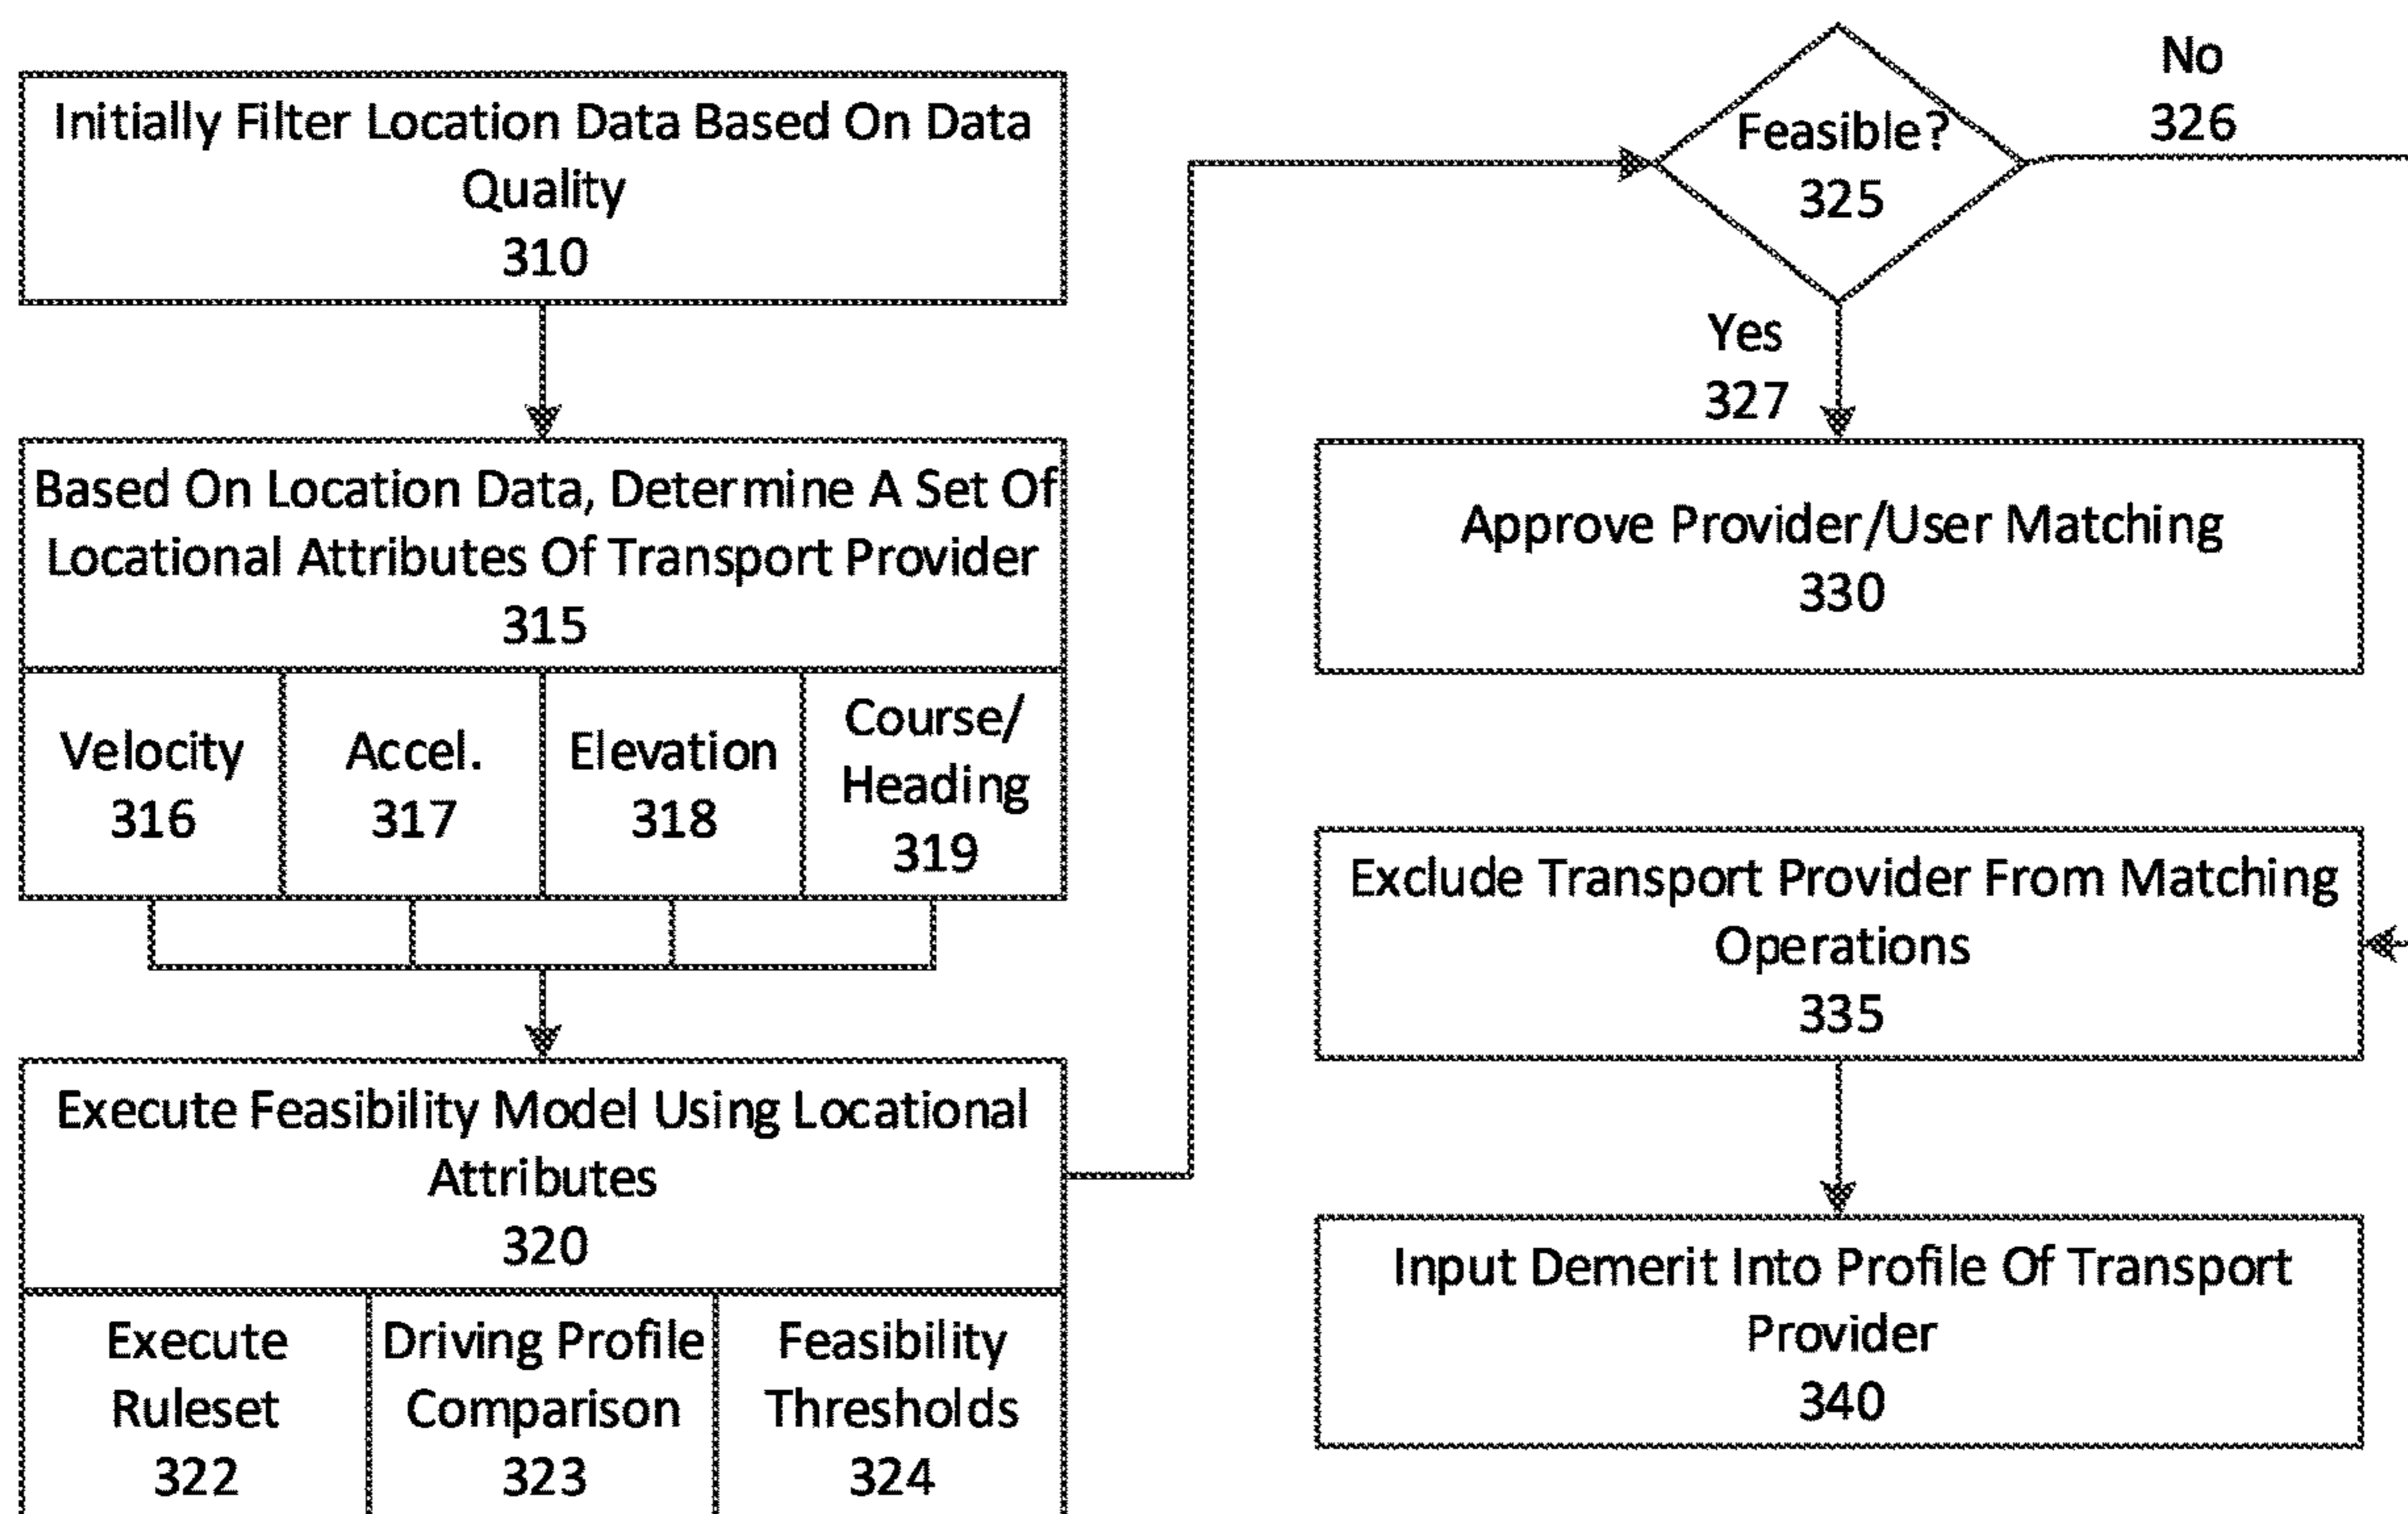 Initially Filter Location Data Based On Data
Quality
310
Based On Location Data, Determine A Set Of
Locational Attributes Of Transport Provider
315
Velocity
316
Accel.
317
Elevation
318
Course/
Heading
319
Execute Feasibility Model Using Locational
Attributes
320
Execute
Ruleset
322
Driving Profile
Comparison
323
Feasibility
Thresholds
324
Feasible?
325
No
326
Yes
327
Approve Provider/User Matching
330
Exclude Transport Provider From Matching
Operations
335
Input Demerit Into Profile Of Transport
Provider
340